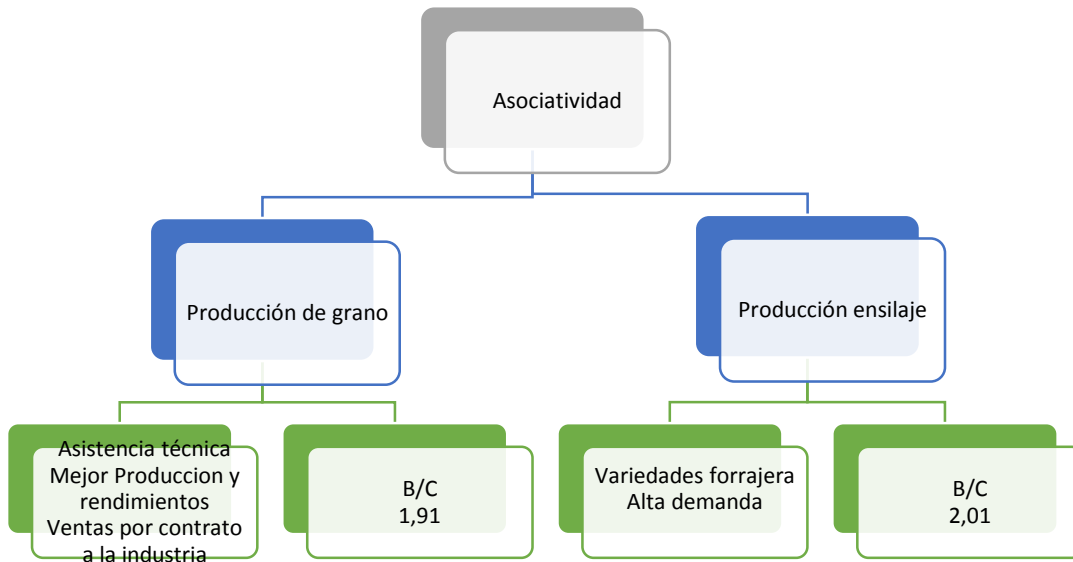 Asociatividad
Producción de grano
Producción ensilaje
Asistencia técnica
Mejor Produccion y
rendimientos
Ventas por contrato
a la industria
B/C
1,91
Variedades forrajera
Alta demanda
B/C
2,01